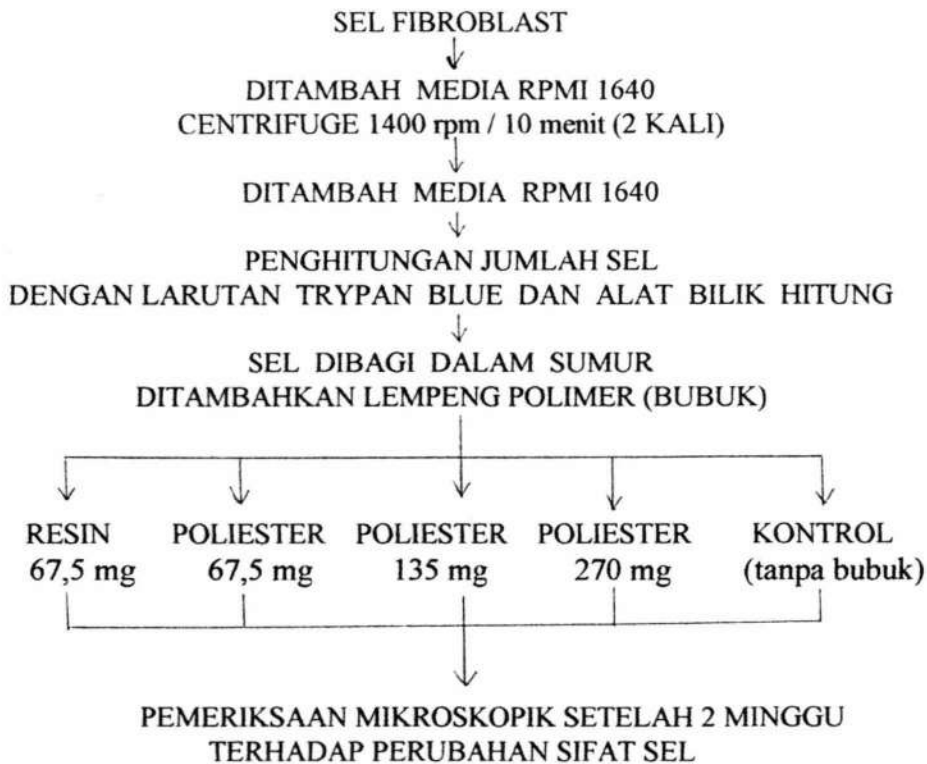 SEL FIBROBLAST
DITAMBAH MEDIA RPMI 1640
CENTRIFUGE 1400 rpm / 10 menit (2 KALI)
DITAMBAH MEDIA RPMI 1640
PENGHITUNGAN JUMLAH SEL
DENGAN LARUTAN TRYPAN BLUE DAN ALAT BILIK HITUNG
SEL DIBAGI DALAM SUMUR
DITAMBAHKAN LEMPENG POLIMER (BUBUK)
RESIN POLIESTER POLIESTER POLIESTER KONTROL
67,5 mg 67,5 mg 135 mg 270 mg (tanpa bubuk)
PEMERIKSAAN MIKROSKOPIK SETELAH 2 MINGGU
TERHADAP PERUBAHAN SIFAT SEL